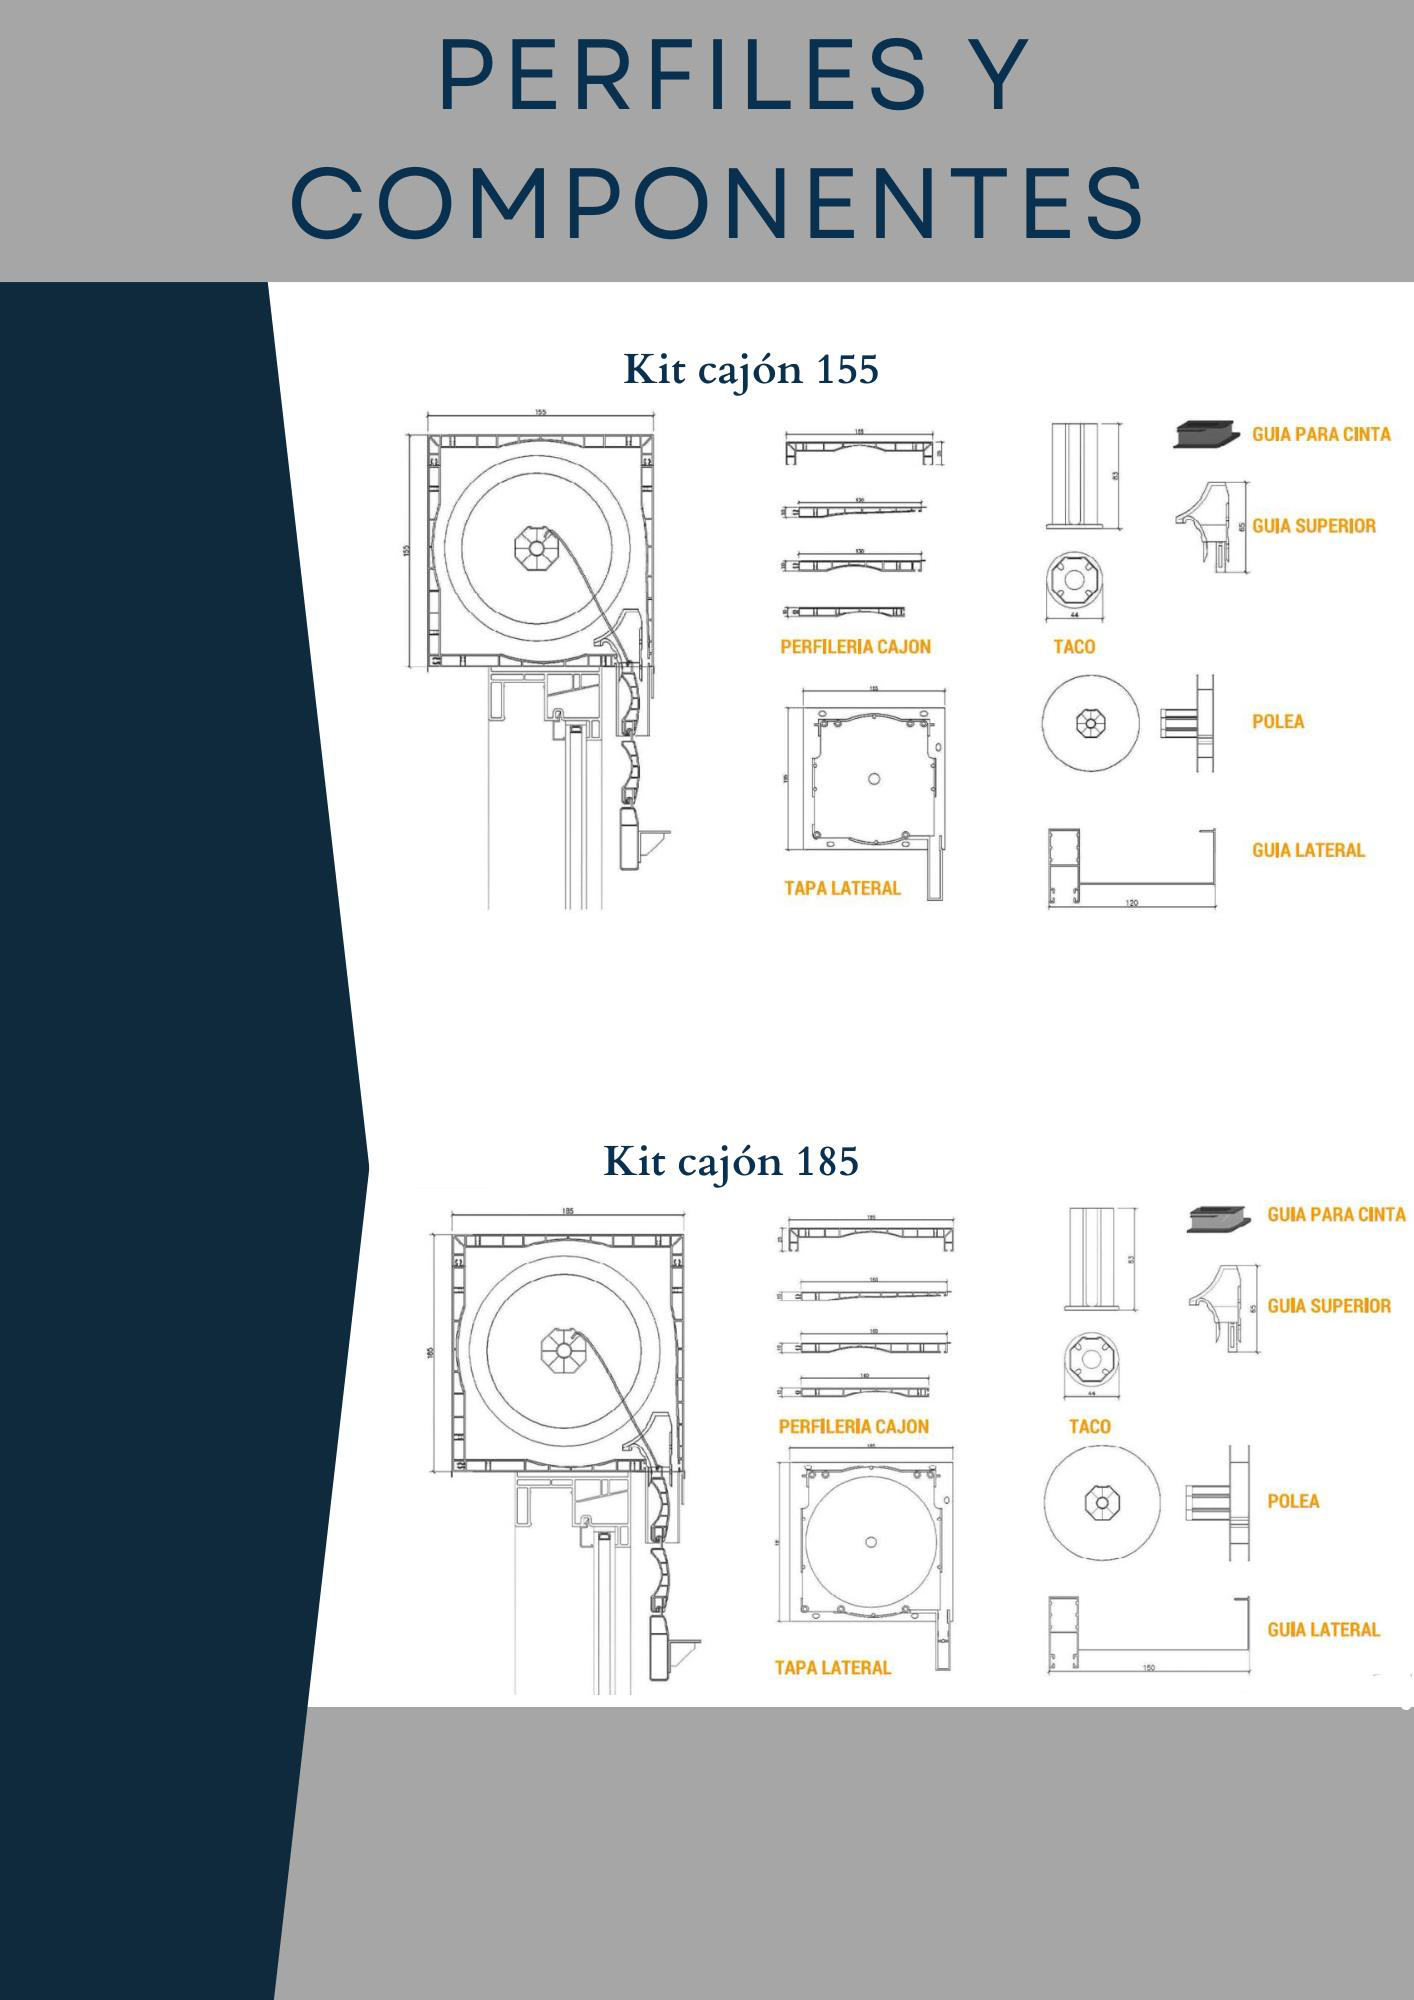 PERFILES Y
COMPONENTES
Kit cajón 155
155
155
155
130
130
PERFILERIA CAJON
155
TAPA LATERAL
83
44
TACO
GUIA PARA CINTA
65
GUIA SUPERIOR
POLEA
120
GUIA LATERAL
Kit cajón 185
185
185
185
25
160
160
160
PERFILERIA CAJON
185
TAPA LATERAL
83
44
TACO
GUIA PARA CINTA
65
GUIA SUPERIOR
POLEA
150
GUIA LATERAL